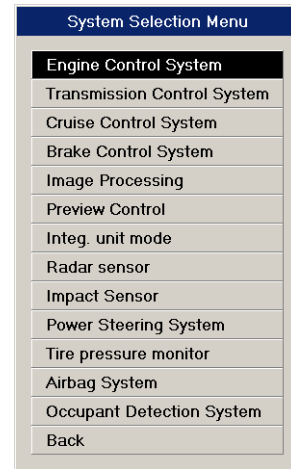 System Selection Menu
Engine Control System
Transmission Control System
Cruise Control System
Brake Control System
Image Processing
Preview Control
Integ. unit mode
Radar sensor
Impact Sensor
Power Steering System
Tire pressure monitor
Airbag System
Occupant Detection System
Back